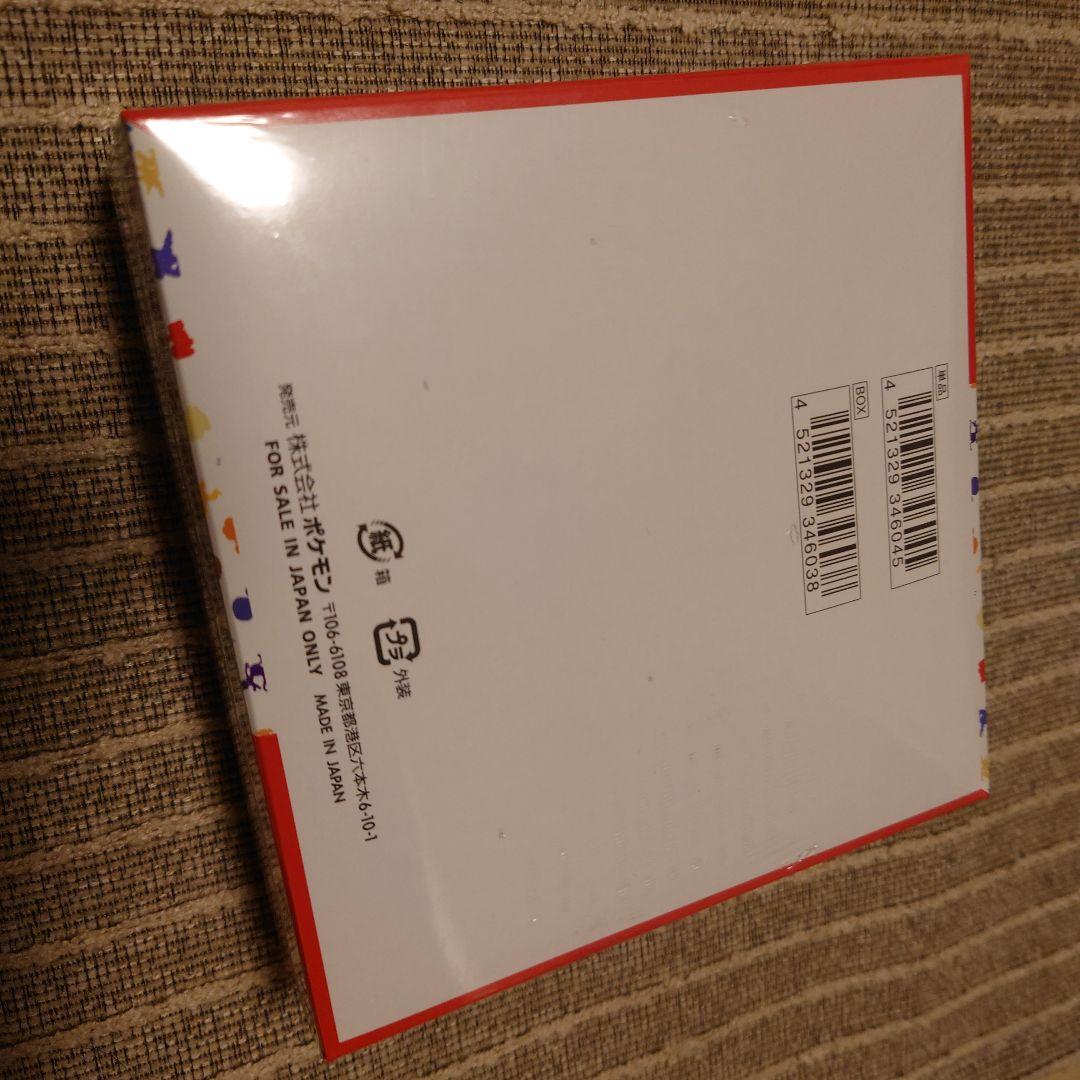 単品
4 521329 346045
BOX
4 521329 346038
紙 箱
プラ 外装
発売元 株式会社 ポケモン 〒106-6108 東京都港区六本木6-10-1
FOR SALE IN JAPAN ONLY MADE IN JAPAN